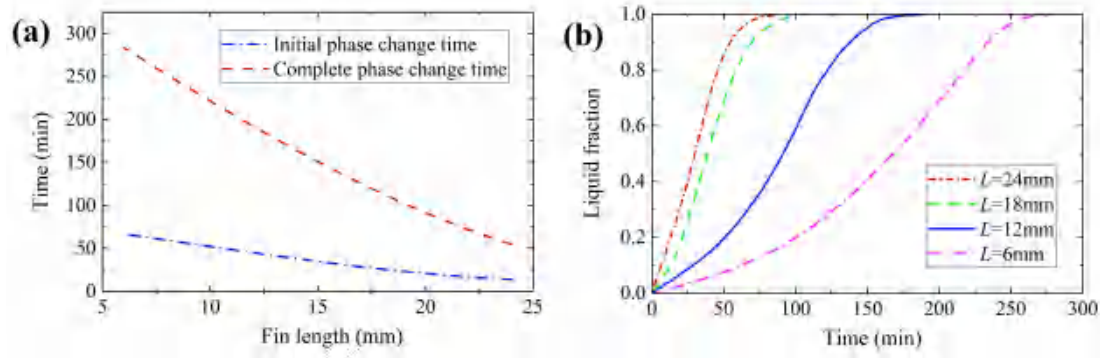 (a)
Time (min)
300
250
200
150
100
50
0
Initial phase change time
Complete phase change time
5
10
15
20
25
Fin length (mm)
(b)
Liquid fraction
1.0
0.8
0.6
0.4
0.2
0.0
L=24mm
L=18mm
L=12mm
L=6mm
0
50
100
150
200
250
300
Time (min)